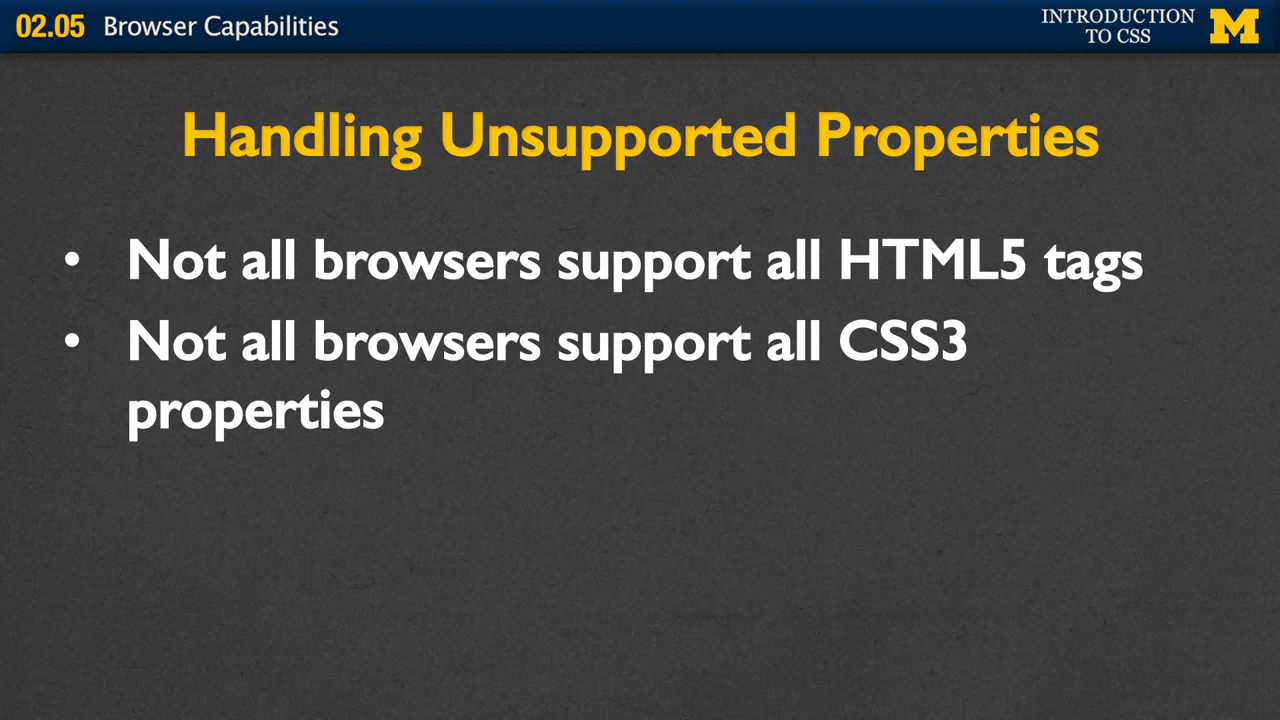 02.05 Browser Capabilities
INTRODUCTION
TO CSS
M
Handling Unsupported Properties
• Not all browsers support all HTML5 tags
• Not all browsers support all CSS3
properties